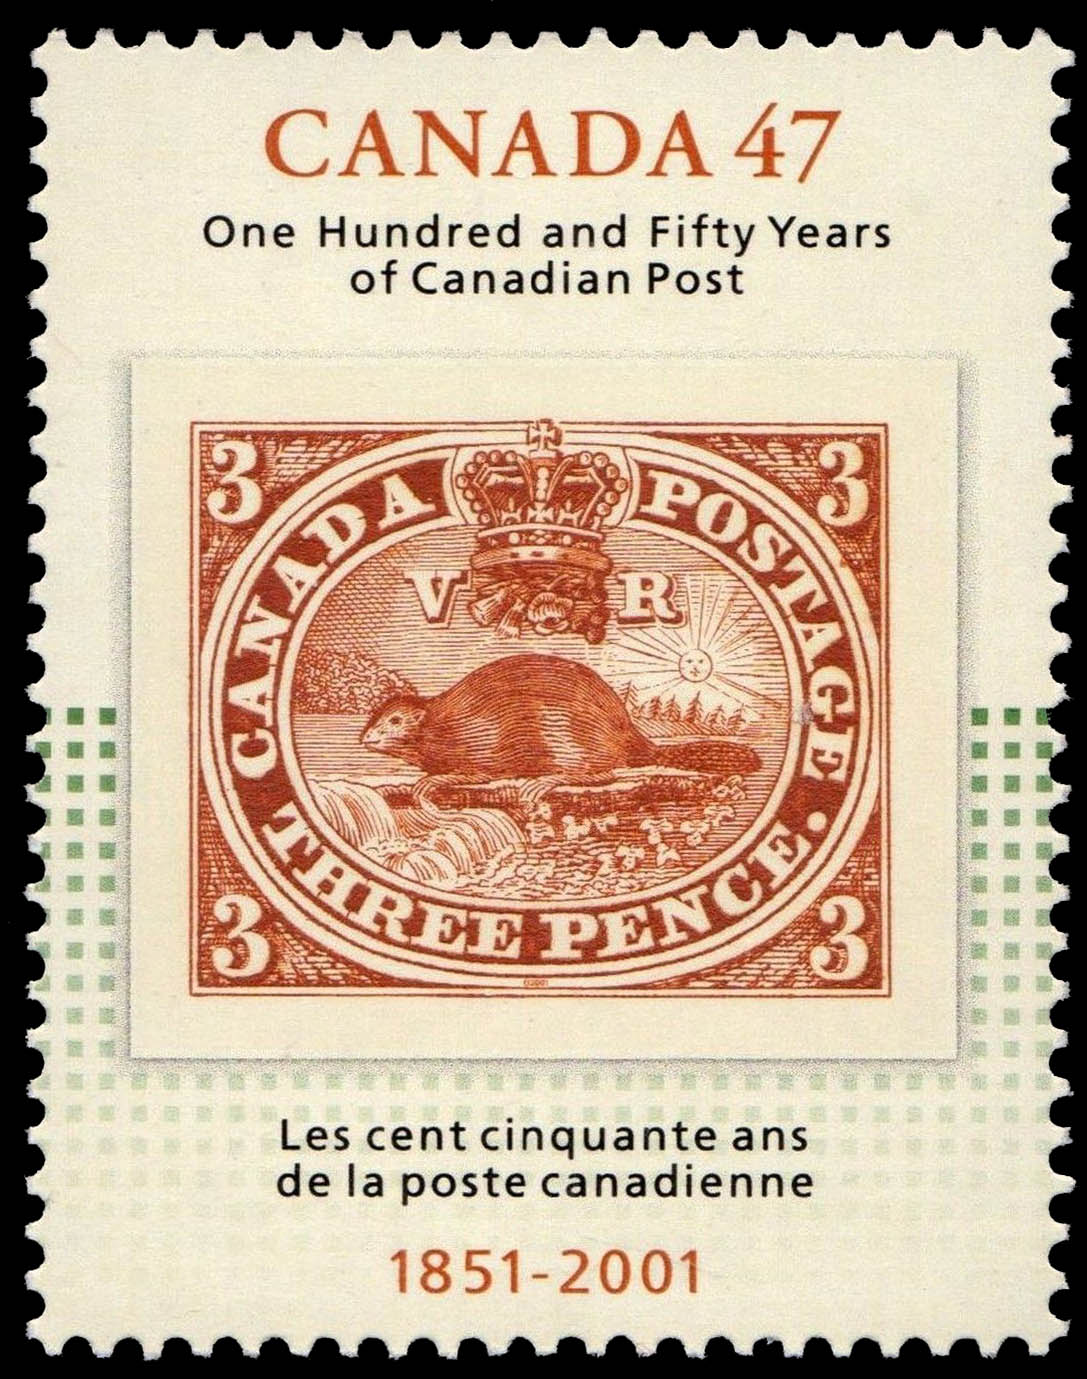 CANADA 47
One Hundred and Fifty Years
of Canadian Post
3 3
CANADA POSTAGE
V R
THREE PENCE
3 3
©2001
Les cent cinquante ans
de la poste canadienne
1851-2001